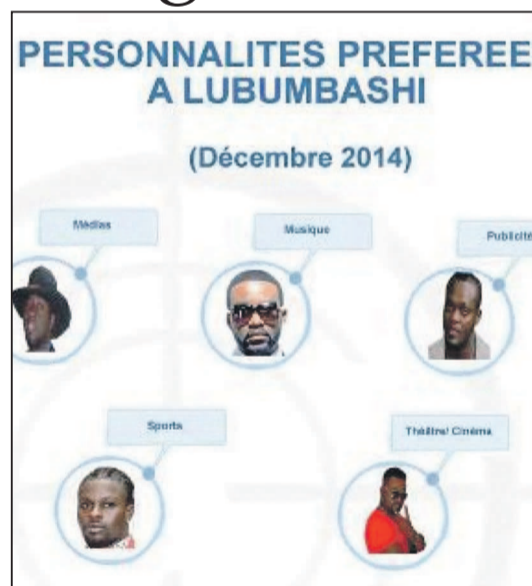 PERSONNALITES PREFEREE
A LUBUMBASHI
(Décembre 2014)
Médias
Musique
Publicité
Sports
Théâtre/ Cinéma